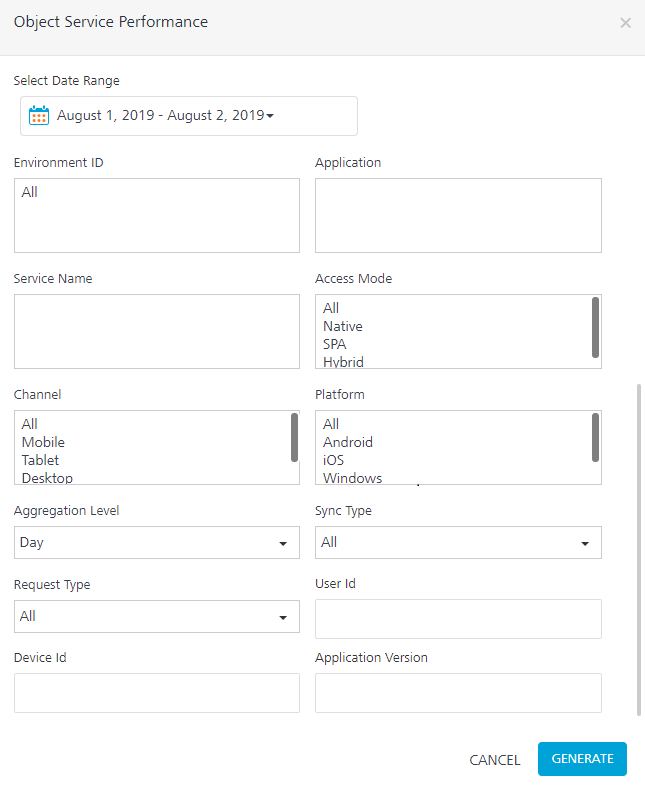 Object Service Performance
Select Date Range
August 1, 2019 - August 2, 2019
Environment ID
Application
All
Service Name
Access Mode
All
Native
SPA
Hybrid
Channel
Platform
All
Mobile
Tablet
Desktop
All
Android
iOS
Windows
Aggregation Level
Sync Type
Day
All
Request Type
User Id
All
Device Id
Application Version
CANCEL
GENERATE